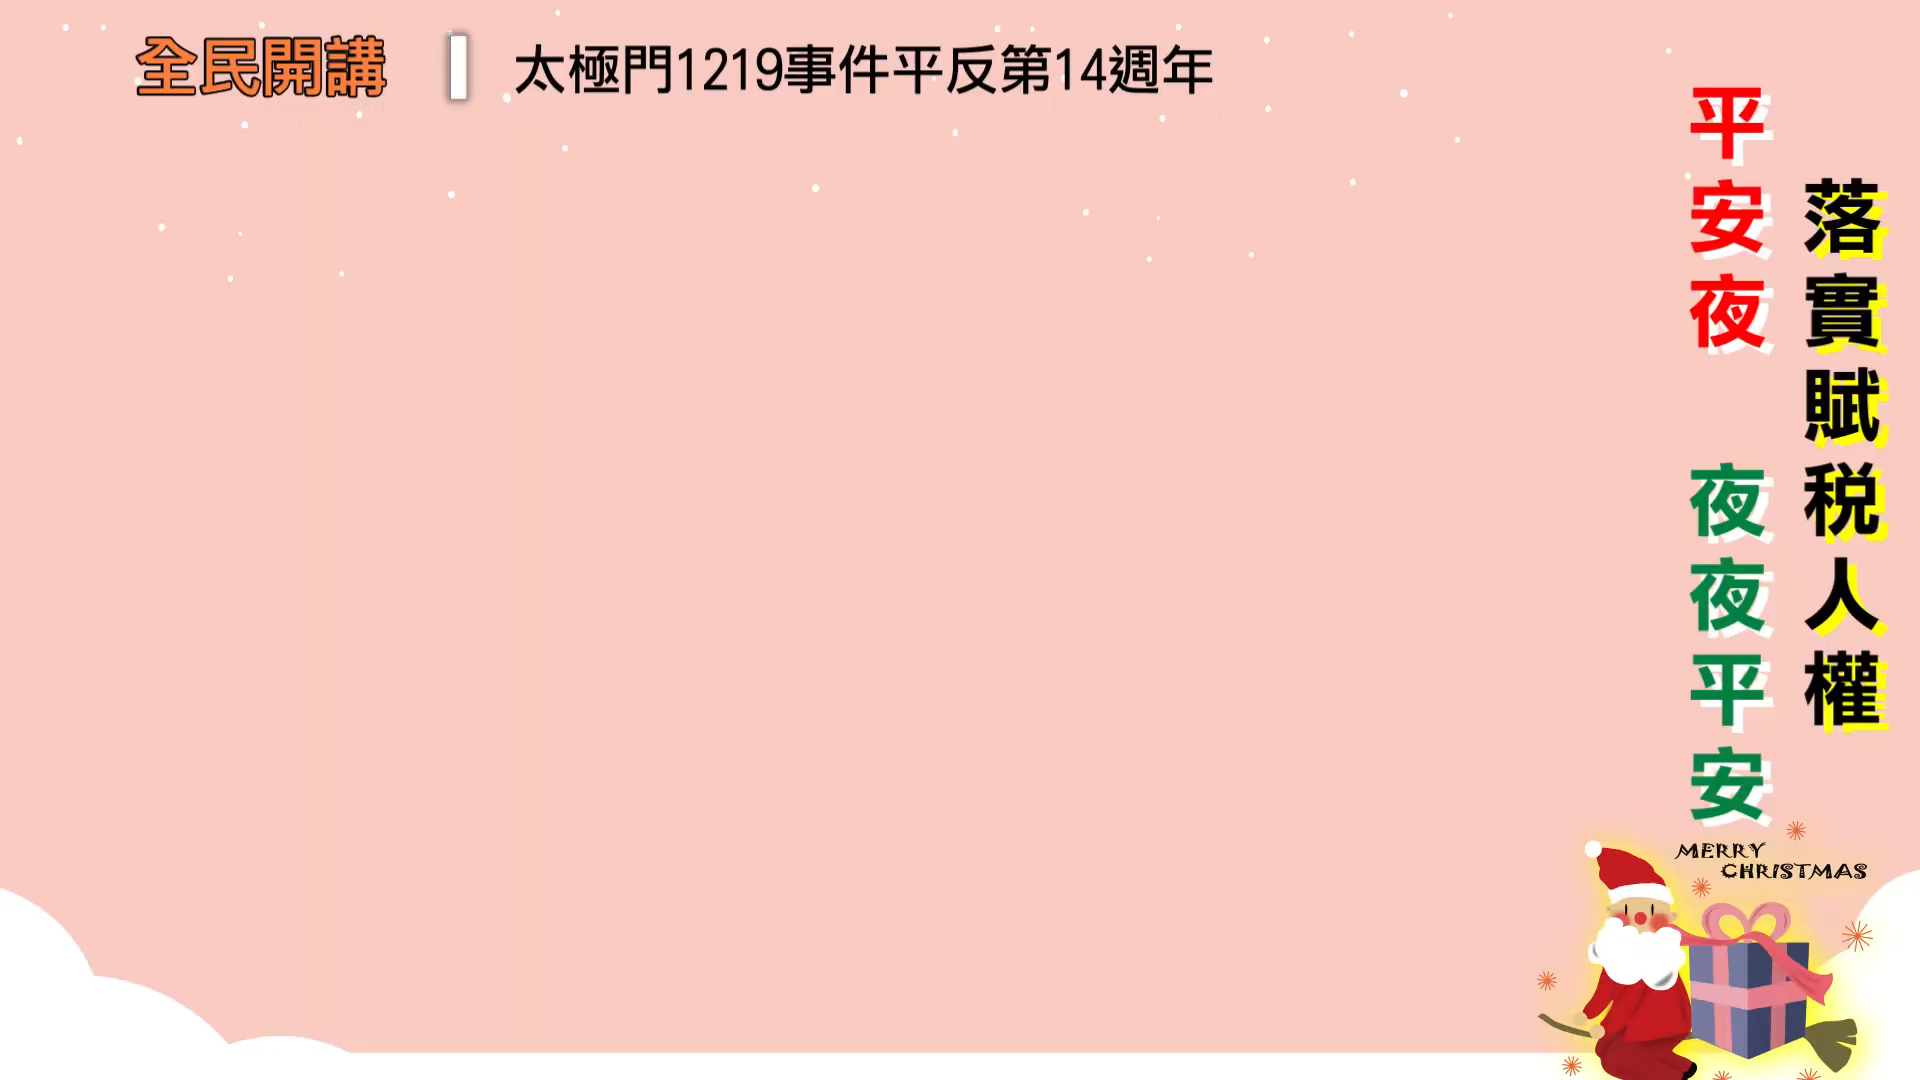 全民開講
太極門1219事件平反第14週年
落實賦税人權
平安夜 夜夜平安
MERRY
CHRISTMAS